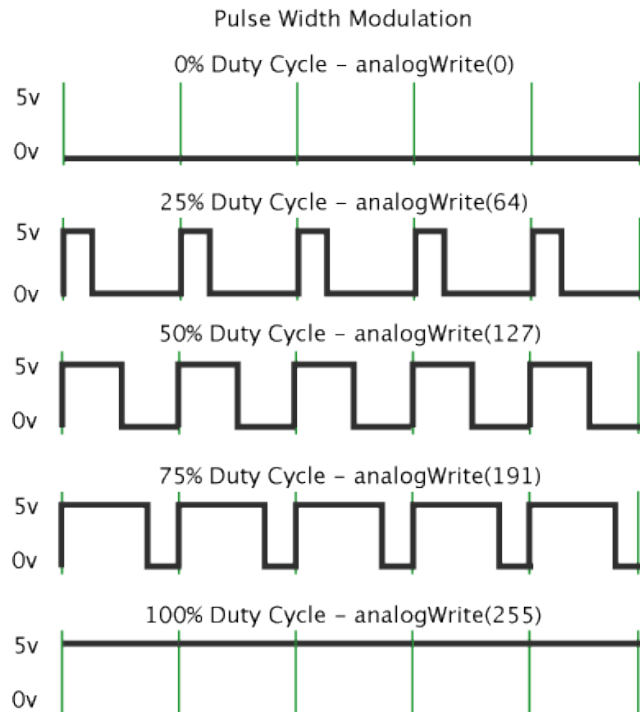 Pulse Width Modulation
0% Duty Cycle – analogWrite(0)
5v
0v
25% Duty Cycle – analogWrite(64)
5v
0v
50% Duty Cycle – analogWrite(127)
5v
0v
75% Duty Cycle – analogWrite(191)
5v
0v
100% Duty Cycle – analogWrite(255)
5v
0v